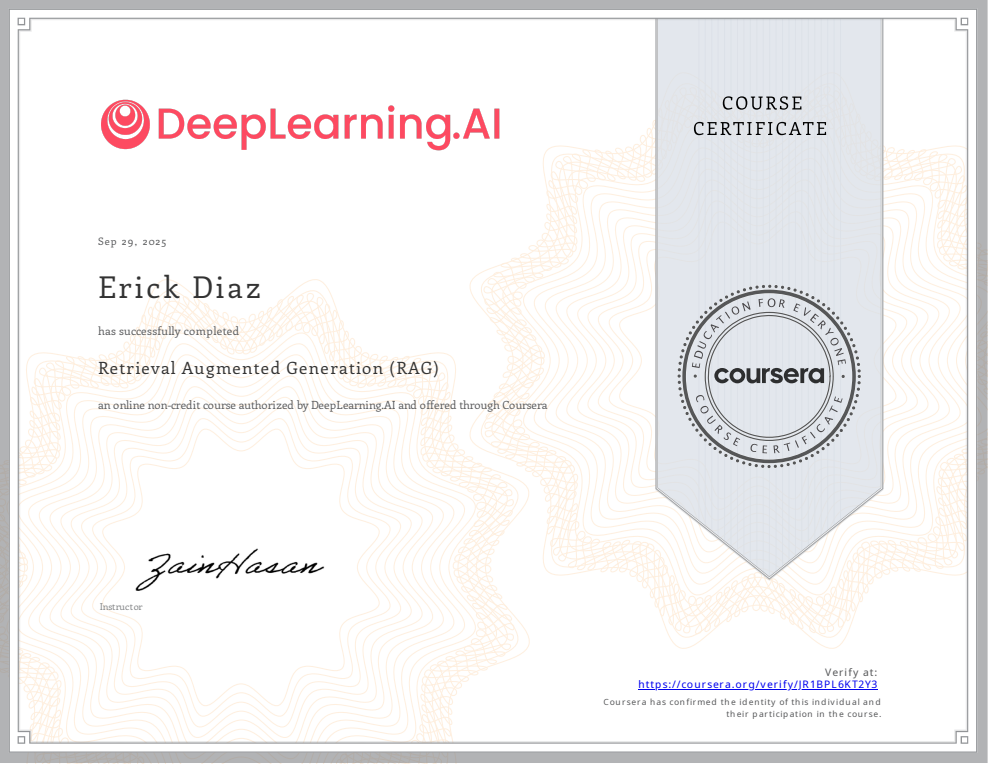 DeepLearning.AI
COURSE
CERTIFICATE
Sep 29, 2025
Erick Diaz
has successfully completed
Retrieval Augmented Generation (RAG)
an online non-credit course authorized by DeepLearning.AI and offered through Coursera
EDUCATION FOR EVERYONE
coursera
COURSE CERTIFICATE
ZainHasan
Instructor
Verify at:
https://coursera.org/verify/JR1BPL6KT2Y3
Coursera has confirmed the identity of this individual and
their participation in the course.